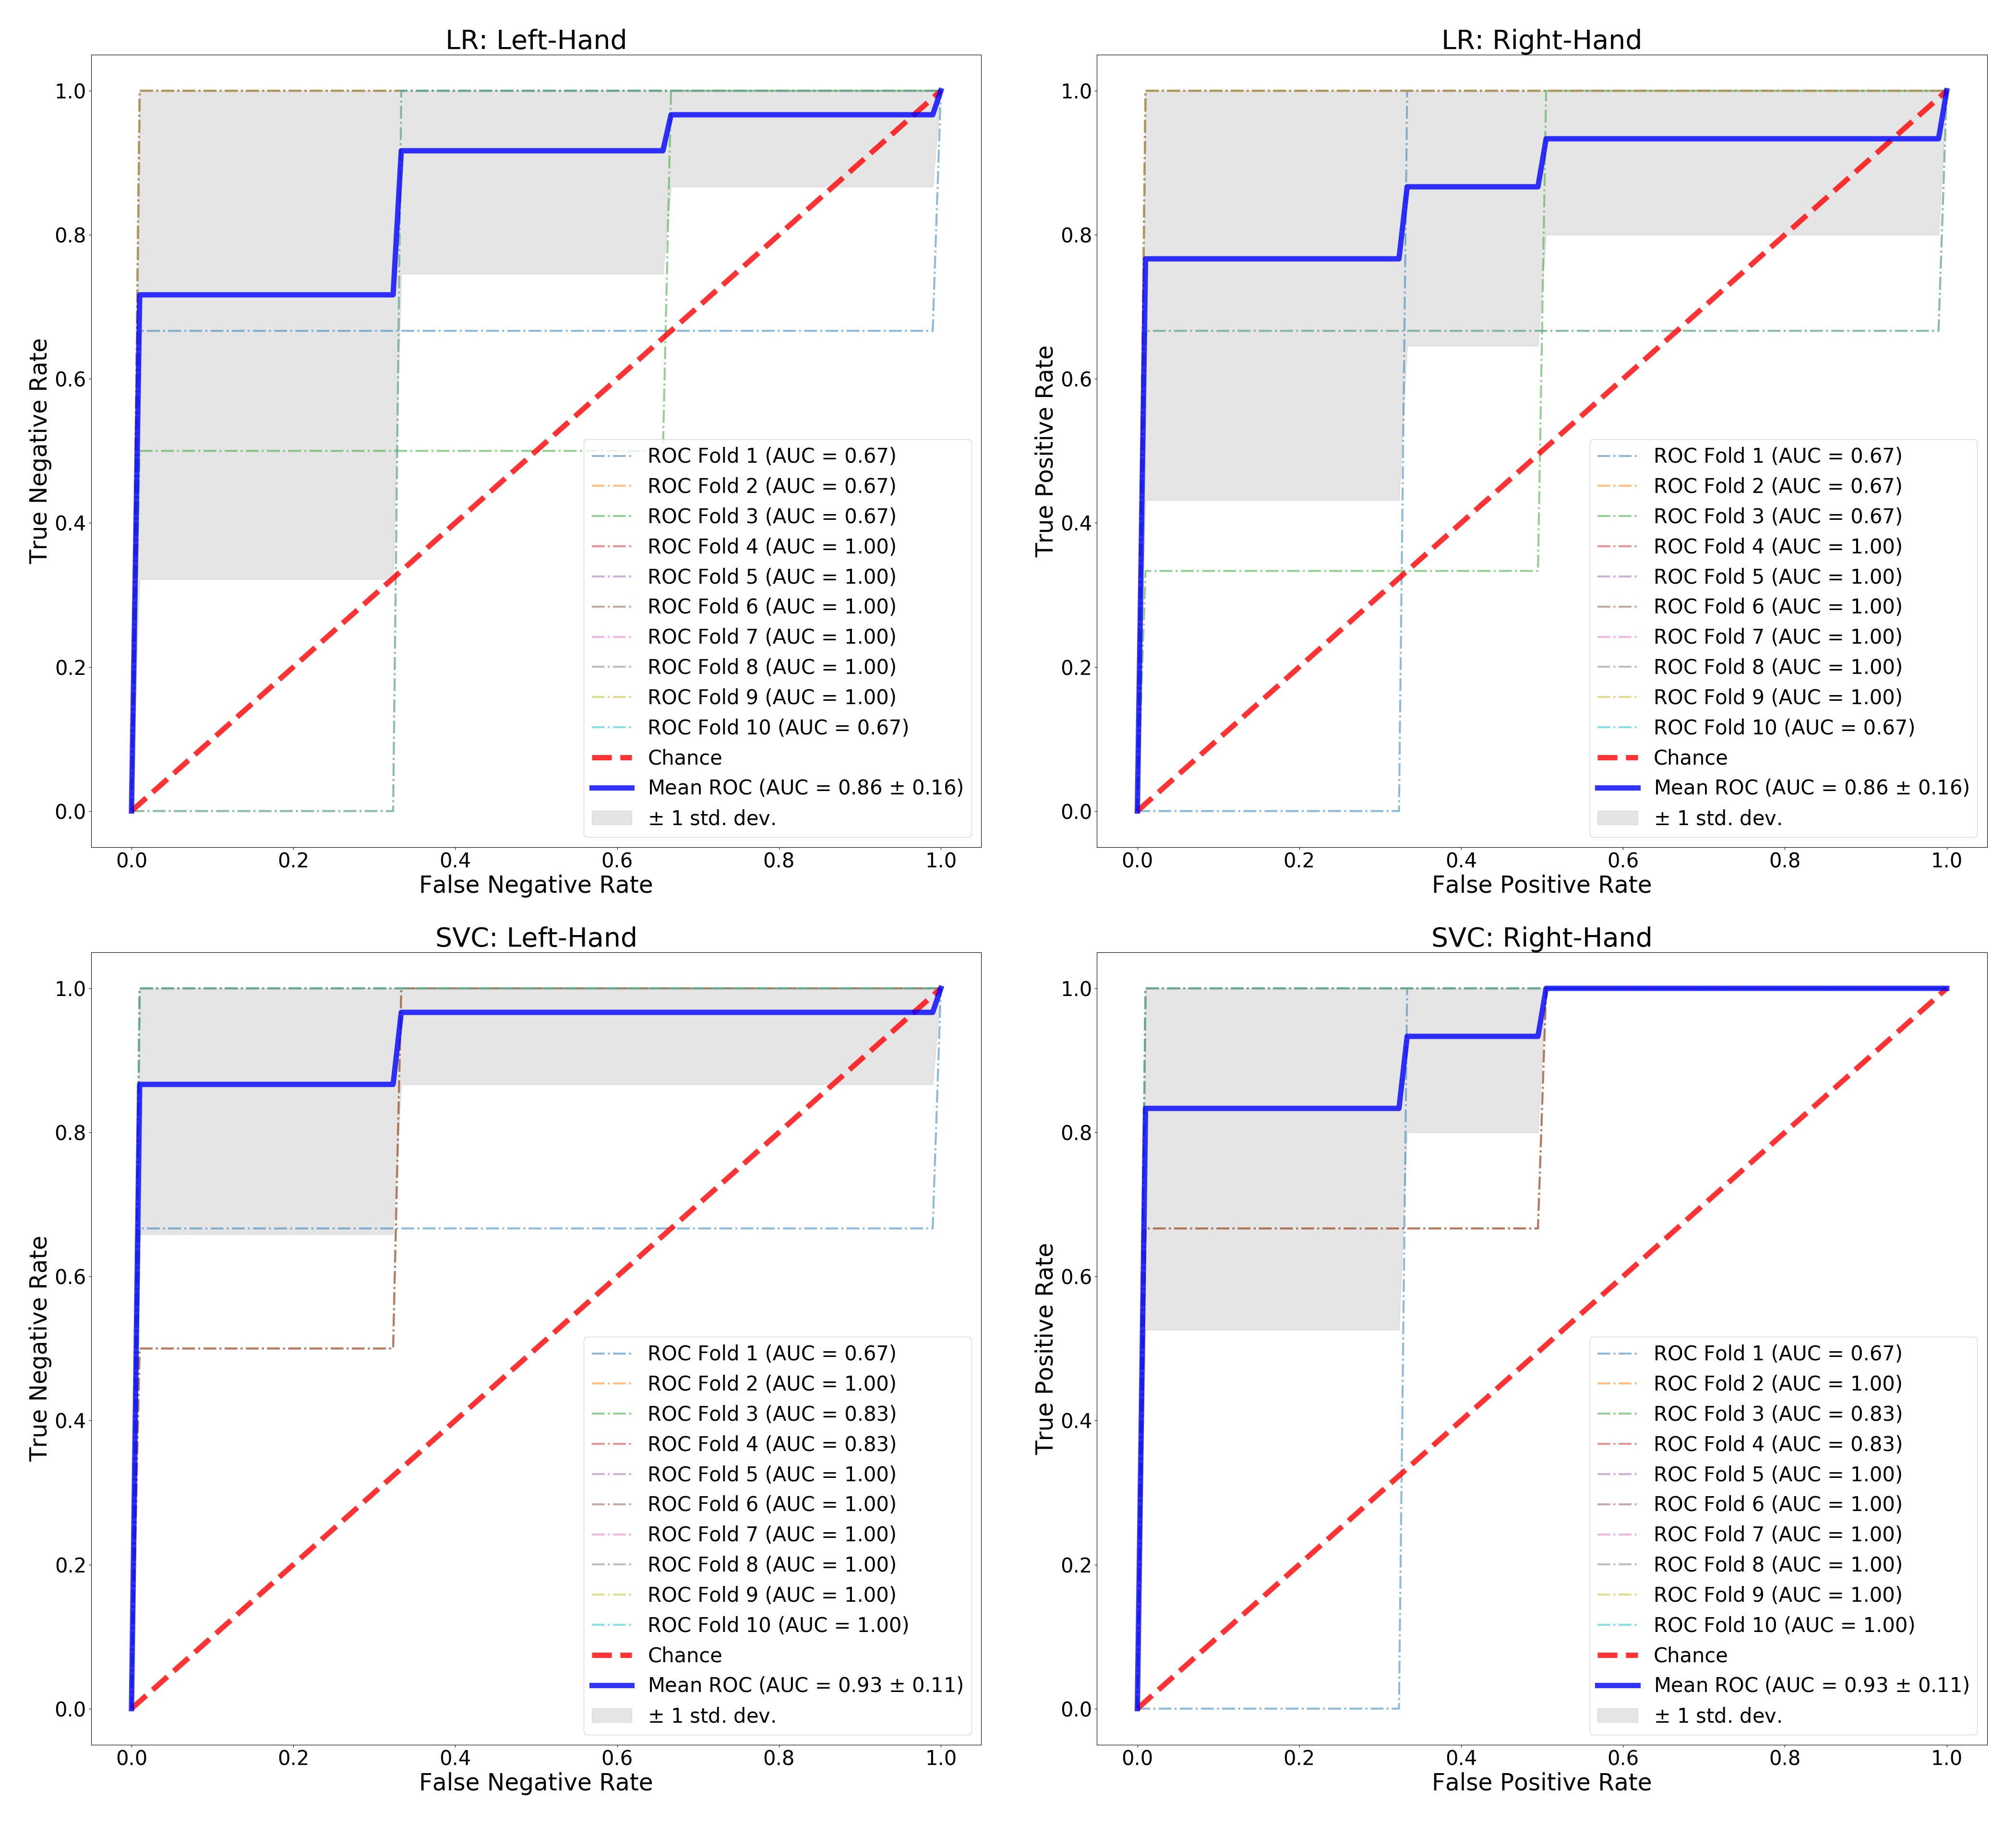 LR: Left-Hand
True Negative Rate
1.0
0.8
0.6
0.4
0.2
0.0
ROC Fold 1 (AUC = 0.67)
ROC Fold 2 (AUC = 0.67)
ROC Fold 3 (AUC = 0.67)
ROC Fold 4 (AUC = 1.00)
ROC Fold 5 (AUC = 1.00)
ROC Fold 6 (AUC = 1.00)
ROC Fold 7 (AUC = 1.00)
ROC Fold 8 (AUC = 1.00)
ROC Fold 9 (AUC = 1.00)
ROC Fold 10 (AUC = 0.67)
Chance
Mean ROC (AUC = 0.86 ± 0.16)
± 1 std. dev.
0.0 0.2 0.4 0.6 0.8 1.0
False Negative Rate
LR: Right-Hand
True Positive Rate
1.0
0.8
0.6
0.4
0.2
0.0
ROC Fold 1 (AUC = 0.67)
ROC Fold 2 (AUC = 0.67)
ROC Fold 3 (AUC = 0.67)
ROC Fold 4 (AUC = 1.00)
ROC Fold 5 (AUC = 1.00)
ROC Fold 6 (AUC = 1.00)
ROC Fold 7 (AUC = 1.00)
ROC Fold 8 (AUC = 1.00)
ROC Fold 9 (AUC = 1.00)
ROC Fold 10 (AUC = 0.67)
Chance
Mean ROC (AUC = 0.86 ± 0.16)
± 1 std. dev.
0.0 0.2 0.4 0.6 0.8 1.0
False Positive Rate
SVC: Left-Hand
True Negative Rate
1.0
0.8
0.6
0.4
0.2
0.0
ROC Fold 1 (AUC = 0.67)
ROC Fold 2 (AUC = 1.00)
ROC Fold 3 (AUC = 0.83)
ROC Fold 4 (AUC = 0.83)
ROC Fold 5 (AUC = 1.00)
ROC Fold 6 (AUC = 1.00)
ROC Fold 7 (AUC = 1.00)
ROC Fold 8 (AUC = 1.00)
ROC Fold 9 (AUC = 1.00)
ROC Fold 10 (AUC = 1.00)
Chance
Mean ROC (AUC = 0.93 ± 0.11)
± 1 std. dev.
0.0 0.2 0.4 0.6 0.8 1.0
False Negative Rate
SVC: Right-Hand
True Positive Rate
1.0
0.8
0.6
0.4
0.2
0.0
ROC Fold 1 (AUC = 0.67)
ROC Fold 2 (AUC = 1.00)
ROC Fold 3 (AUC = 0.83)
ROC Fold 4 (AUC = 0.83)
ROC Fold 5 (AUC = 1.00)
ROC Fold 6 (AUC = 1.00)
ROC Fold 7 (AUC = 1.00)
ROC Fold 8 (AUC = 1.00)
ROC Fold 9 (AUC = 1.00)
ROC Fold 10 (AUC = 1.00)
Chance
Mean ROC (AUC = 0.93 ± 0.11)
± 1 std. dev.
0.0 0.2 0.4 0.6 0.8 1.0
False Positive Rate